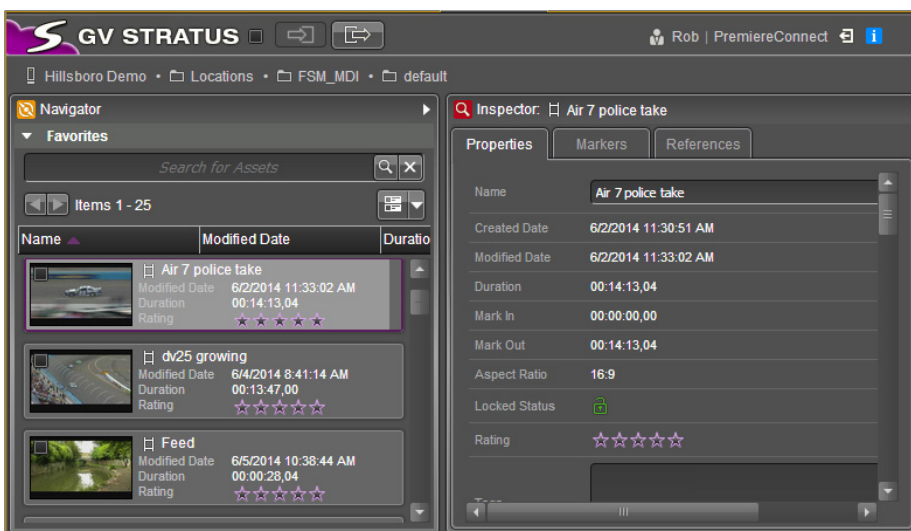 GV STRATUS
Rob | PremiereConnect
Hillsboro Demo • Locations • FSM_MDI • default
Navigator
Favorites
Search for Assets
Items 1 - 25
Name Modified Date Duratio
Air 7 police take
Modified Date 6/2/2014 11:33:02 AM
Duration 00:14:13,04
Rating
dv25 growing
Modified Date 6/4/2014 8:41:14 AM
Duration 00:13:47,00
Rating
Feed
Modified Date 6/5/2014 10:38:44 AM
Duration 00:00:28,04
Rating
Inspector: Air 7 police take
Properties Markers References
Name Air 7 police take
Created Date 6/2/2014 11:30:51 AM
Modified Date 6/2/2014 11:33:02 AM
Duration 00:14:13,04
Mark In 00:00:00,00
Mark Out 00:14:13,04
Aspect Ratio 16:9
Locked Status
Rating